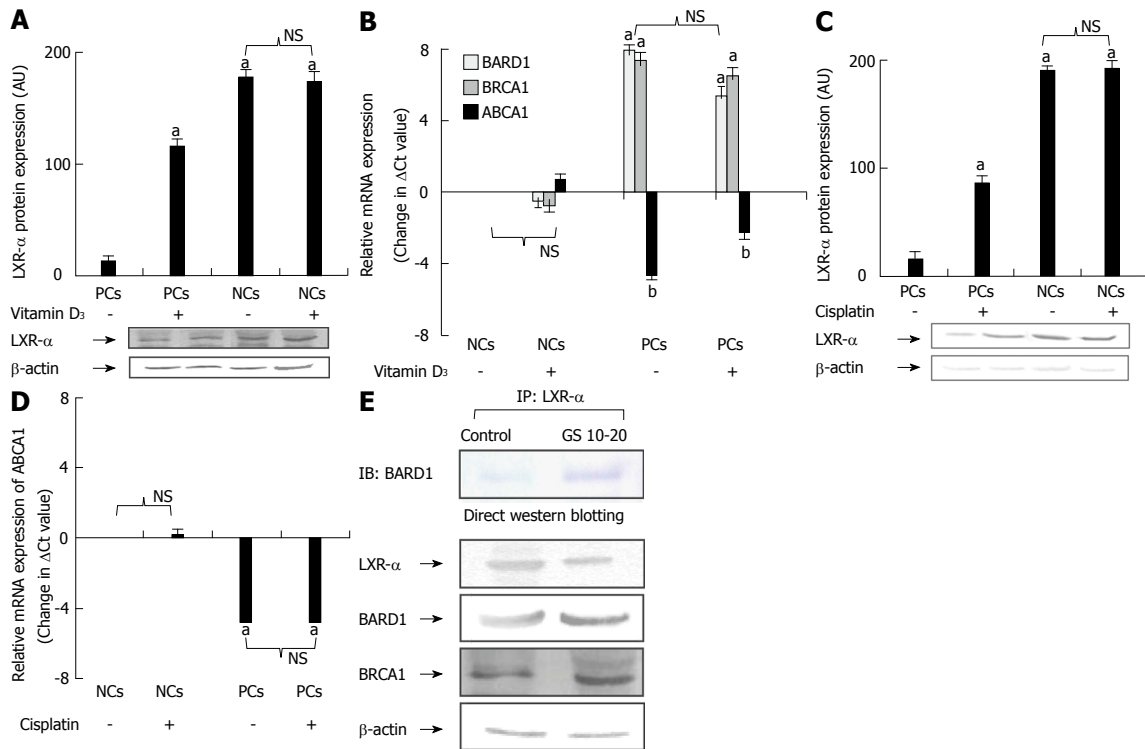 A
LXR-α protein expression (AU)
200
100
0
a
a
a
NS
PCs PCs NCs NCs
Vitamin D3 - + - +
LXR-α
β-actin
B
Relative mRNA expression
(Change in ΔCt value)
8
4
0
-4
-8
BARD1
BRCA1
ABCA1
NS
a a
a a
NS
b
b
NCs NCs PCs PCs
Vitamin D3 - + - +
C
LXR-α protein expression (AU)
200
100
0
a
a
a
NS
PCs PCs NCs NCs
Cisplatin - + - +
LXR-α
β-actin
D
Relative mRNA expression of ABCA1
(Change in ΔCt value)
8
4
0
-4
-8
NS
a a
NS
NCs NCs PCs PCs
Cisplatin - + - +
E
IP: LXR-α
Control GS 10-20
IB: BARD1
Direct western blotting
LXR-α
BARD1
BRCA1
β-actin